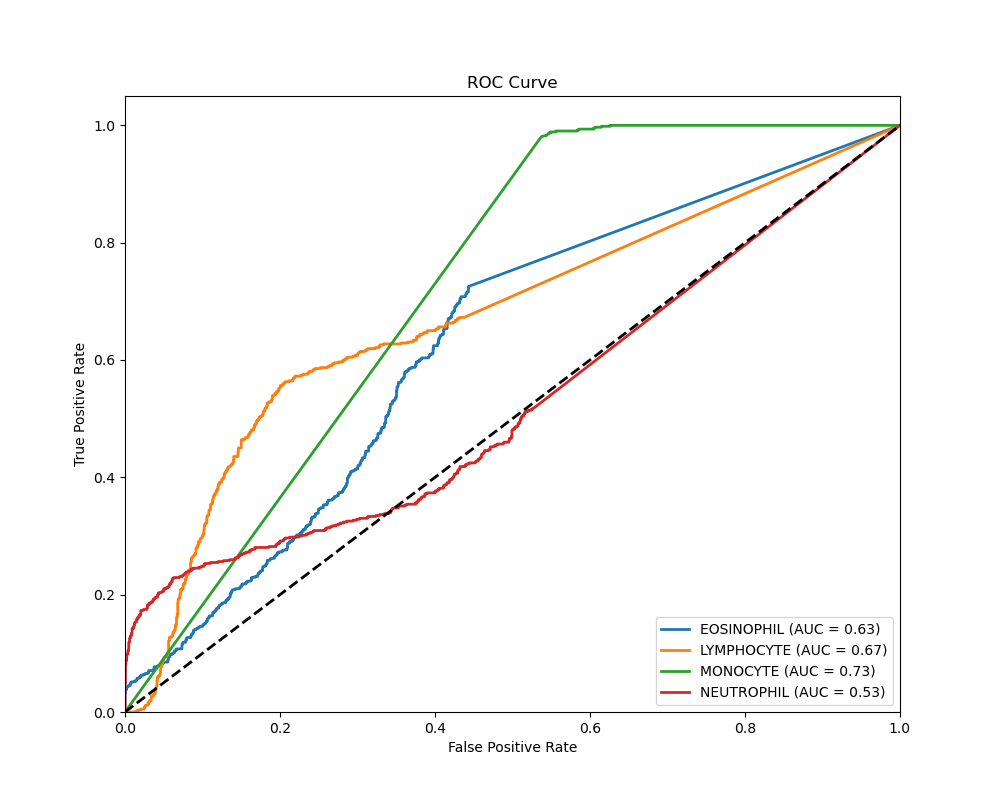 ROC Curve
True Positive Rate
1.0
0.8
0.6
0.4
0.2
0.0
0.0 0.2 0.4 0.6 0.8 1.0
False Positive Rate
EOSINOPHIL (AUC = 0.63)
LYMPHOCYTE (AUC = 0.67)
MONOCYTE (AUC = 0.73)
NEUTROPHIL (AUC = 0.53)